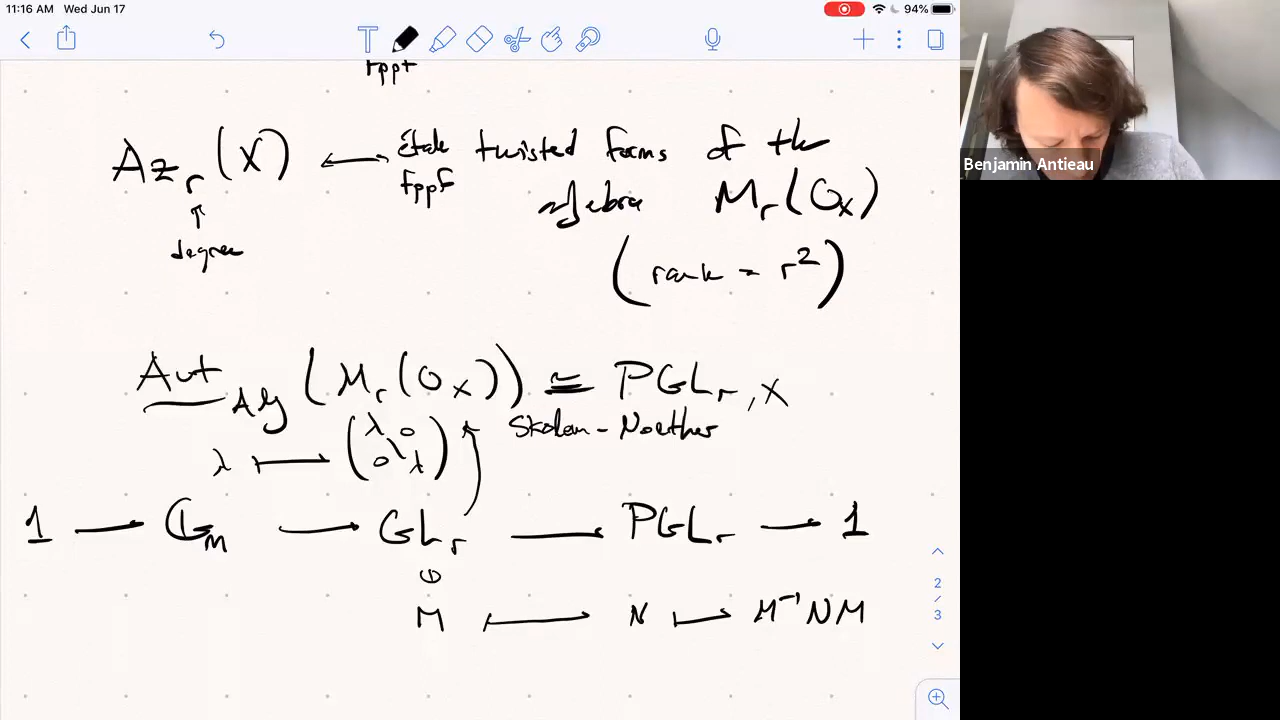 11:16 AM Wed Jun 17
94%
fppf
Az_r(X) ⟷ étale twisted forms of the
fppf algebra M_r(O_X)
↑
degree
(rank = r²)
Aut_Alg (M_r(O_X)) ≅ PGL_r,X
Skolem-Noether
λ ⟼ (λ 0
0 λ)
1 → G_m → GL_r → PGL_r → 1
M ⟼ N ⟼ M⁻¹NM
2
/
3
Benjamin Antieau